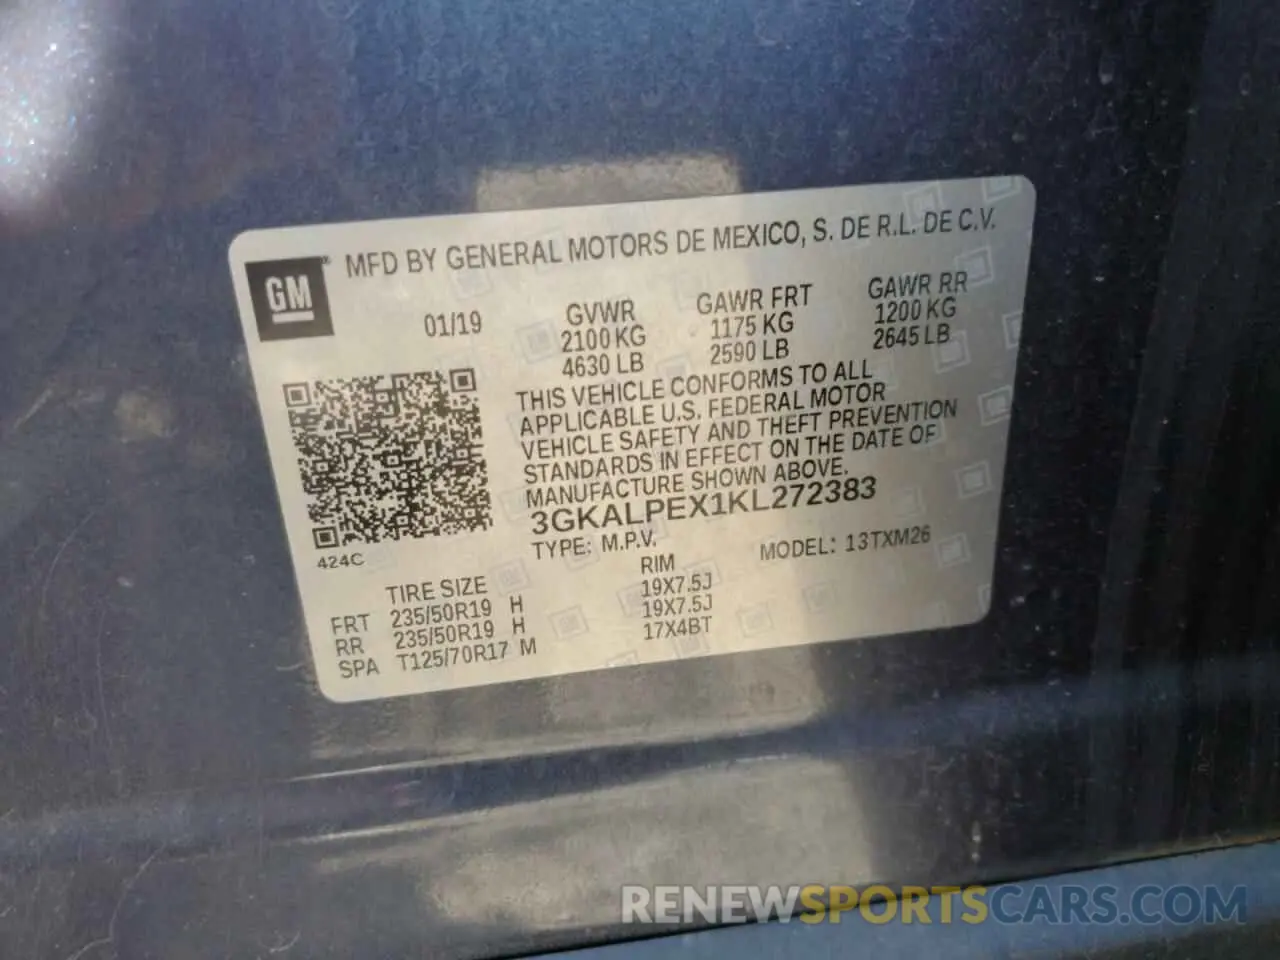 GM®
MFD BY GENERAL MOTORS DE MEXICO, S. DE R.L. DE C.V.
01/19 GVWR GAWR FRT GAWR RR
2100 KG 1175 KG 1200 KG
4630 LB 2590 LB 2645 LB
THIS VEHICLE CONFORMS TO ALL
APPLICABLE U.S. FEDERAL MOTOR
VEHICLE SAFETY AND THEFT PREVENTION
STANDARDS IN EFFECT ON THE DATE OF
MANUFACTURE SHOWN ABOVE.
3GKALPEX1KL272383
424C
TYPE: M.P.V. MODEL: 13TXM26
TIRE SIZE RIM
FRT 235/50R19 H 19X7.5J
RR 235/50R19 H 19X7.5J
SPA T125/70R17 M 17X4BT
RENEWSPORTSCARS.COM